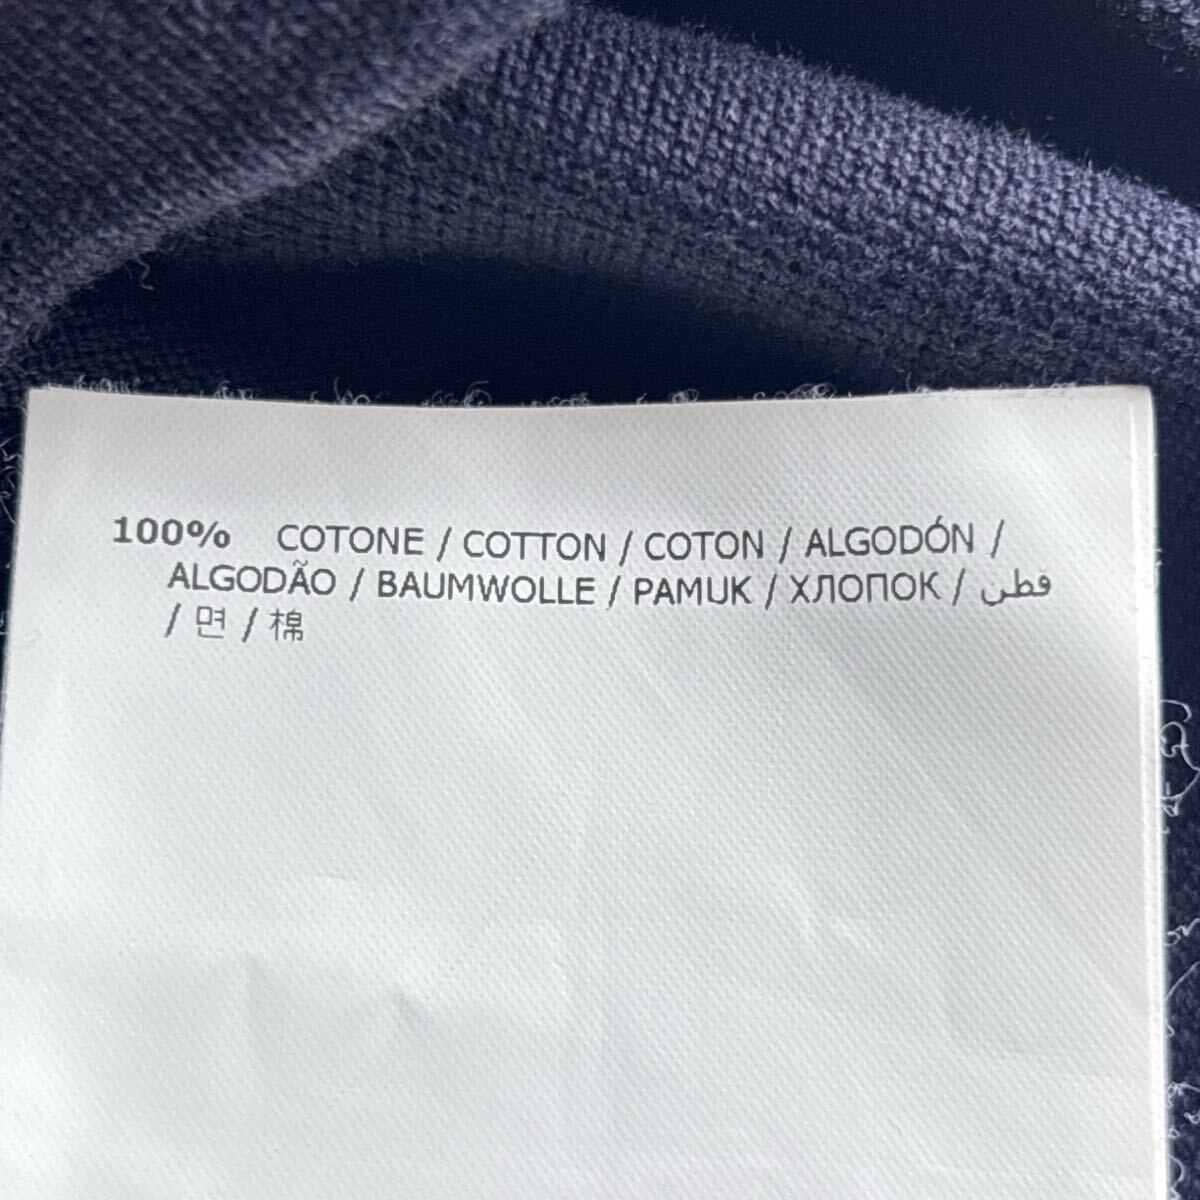 100% COTONE / COTTON / COTON / ALGODÓN /
ALGODÃO / BAUMWOLLE / PAMUK / ХЛОПОК / قطن
/ 면 / 棉